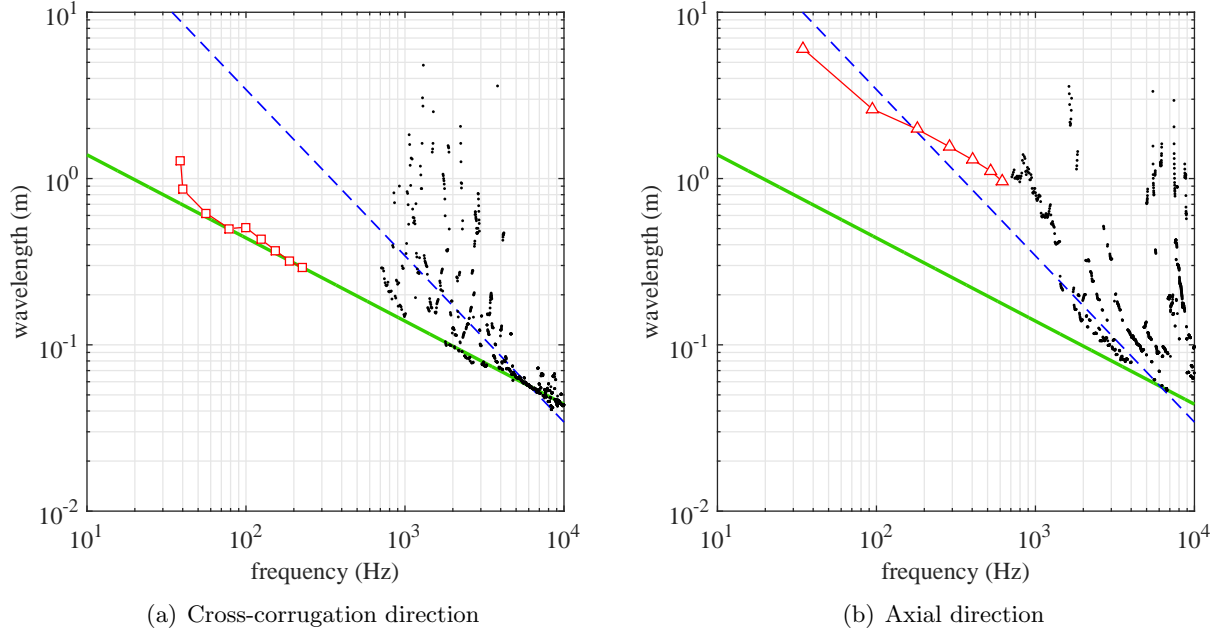 10^1
10^0
10^-1
10^-2
wavelength (m)
10^1 10^2 10^3 10^4
frequency (Hz)
(a) Cross-corrugation direction
10^1
10^0
10^-1
10^-2
wavelength (m)
10^1 10^2 10^3 10^4
frequency (Hz)
(b) Axial direction